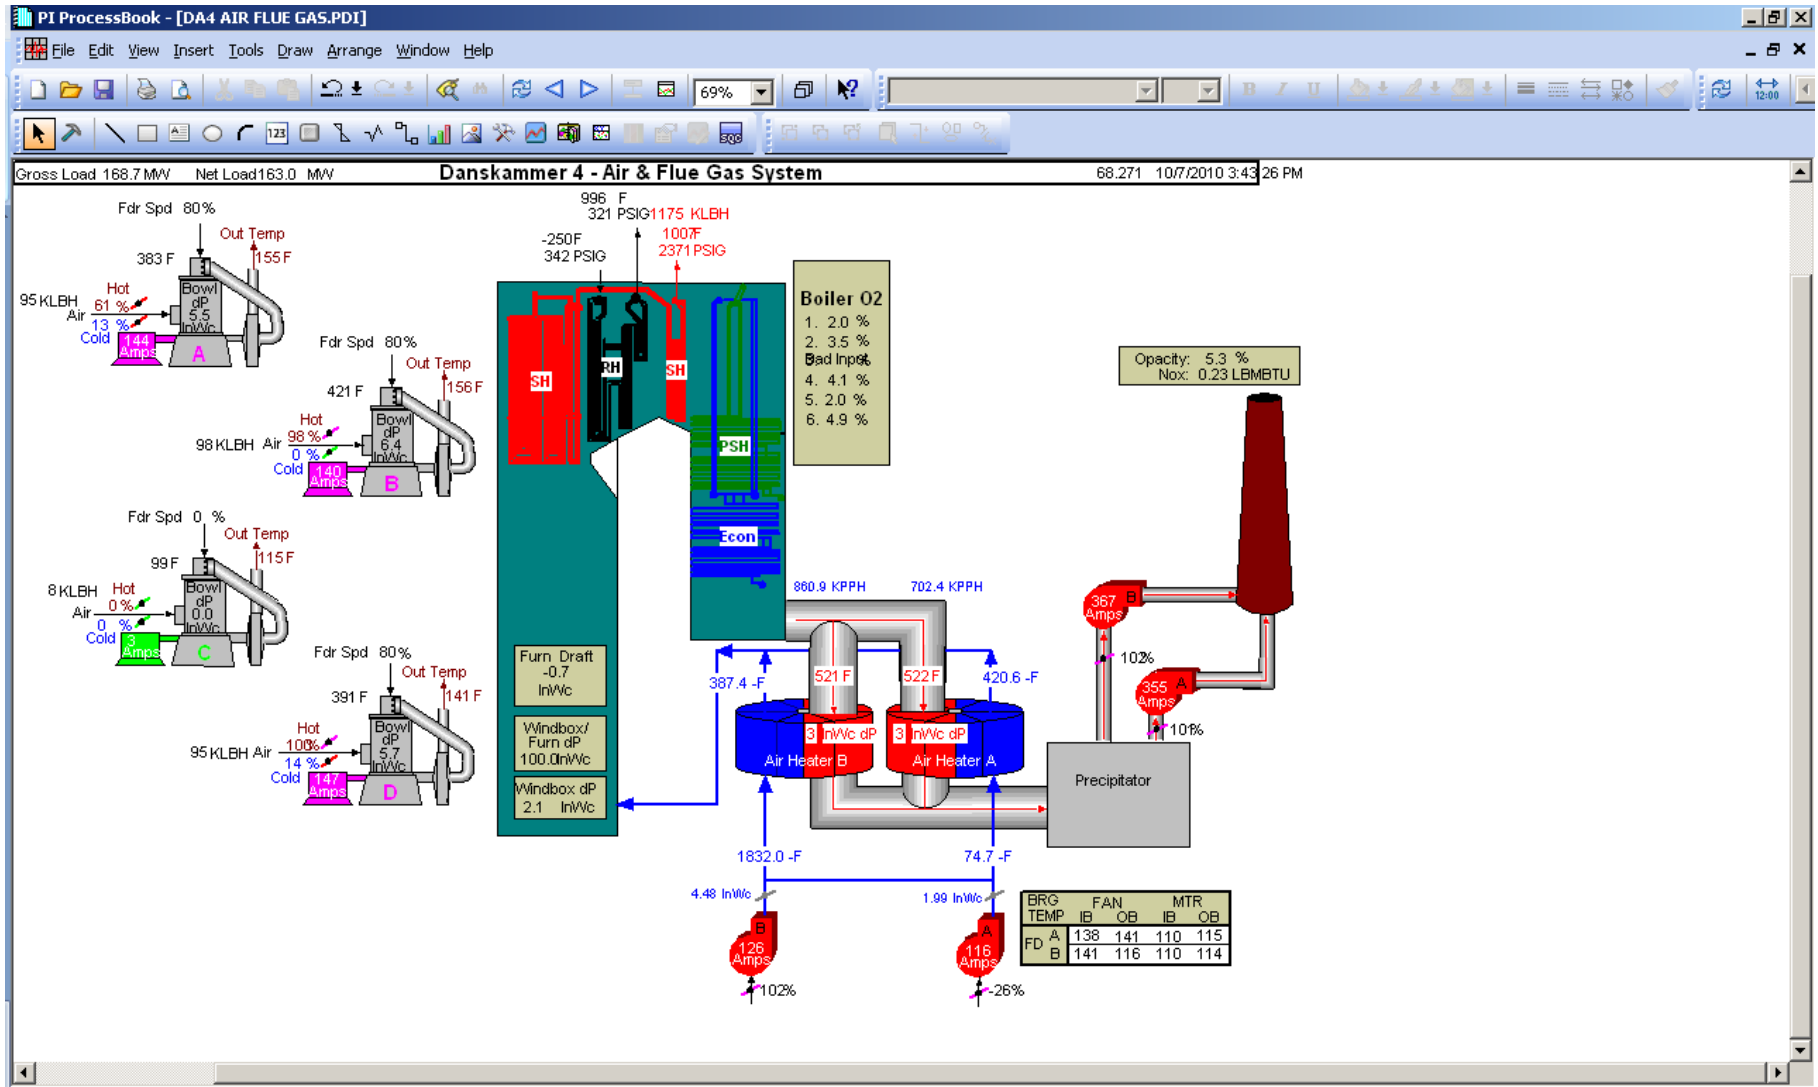 PI ProcessBook - [DA4 AIR FLUE GAS.PDI]
File Edit View Insert Tools Draw Arrange Window Help
69%
B I U
12:00
123
SQC
Gross Load 168.7 MW Net Load 163.0 MW Danskammer 4 - Air & Flue Gas System 68.271 10/7/2010 3:43:26 PM
Fdr Spd 80%
Out Temp
383 F
155 F
95 KLBH
Air
Hot
61 %
13 %
Cold
144
Amps
Bowl
dP
5.5
InWc
A
Fdr Spd 80%
Out Temp
421 F
156 F
98 KLBH Air
Hot
98 %
0 %
Cold
140
Amps
Bowl
dP
6.4
InWc
B
Fdr Spd 0 %
Out Temp
99 F
115 F
8 KLBH
Air
Hot
0 %
0 %
Cold
3
Amps
Bowl
dP
0.0
InWc
C
Fdr Spd 80%
Out Temp
391 F
141 F
95 KLBH Air
Hot
100%
14 %
Cold
147
Amps
Bowl
dP
5.7
InWc
D
996 F
321 PSIG
1175 KLBH
-250F
342 PSIG
1007F
2371 PSIG
SH
RH
SH
PSH
Econ
Boiler O2
1. 2.0 %
2. 3.5 %
Bad Input %
4. 4.1 %
5. 2.0 %
6. 4.9 %
Opacity: 5.3 %
Nox: 0.23 LBMBTU
860.9 KPPH 702.4 KPPH
Furn Draft
-0.7
InWc
Windbox/
Furn dP
100.0InWc
Windbox dP
2.1 InWc
387.4 -F
521 F
522 F
420.6 -F
3 InWc dP
3 InWc dP
Air Heater B
Air Heater A
1832.0 -F
74.7 -F
4.48 InWc
1.99 InWc
B
126
Amps
102%
A
116
Amps
-26%
367
Amps
B
102%
355
Amps
A
101%
Precipitator
BRG TEMP FAN MTR
IB OB IB OB
FD A 138 141 110 115
B 141 116 110 114